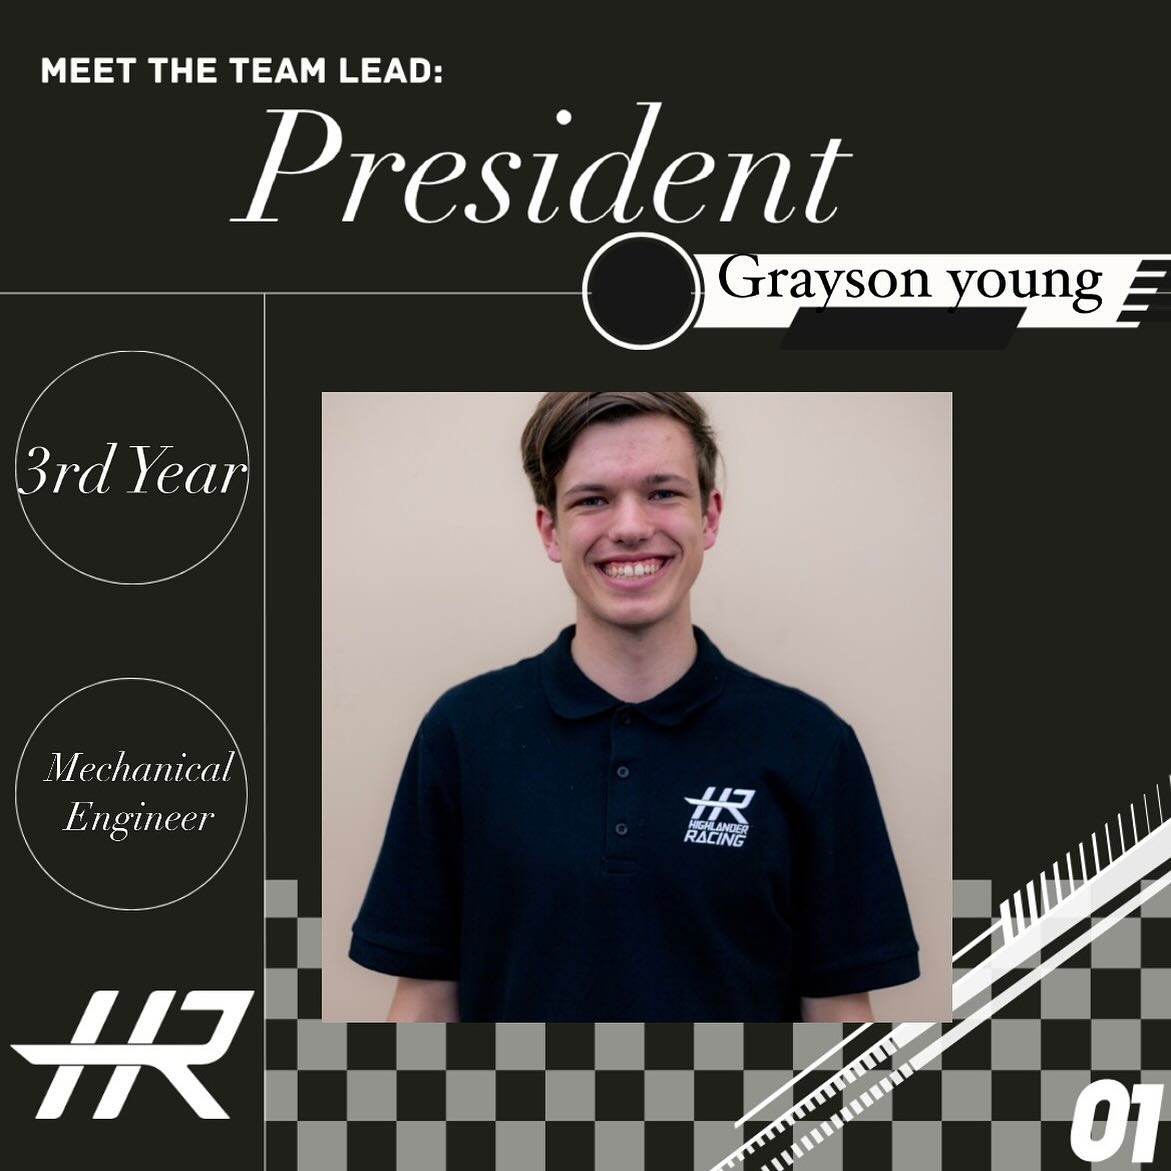 MEET THE TEAM LEAD:
President
Grayson young
3rd Year
Mechanical
Engineer
HR
HIGHLANDER
RACING
HR
01